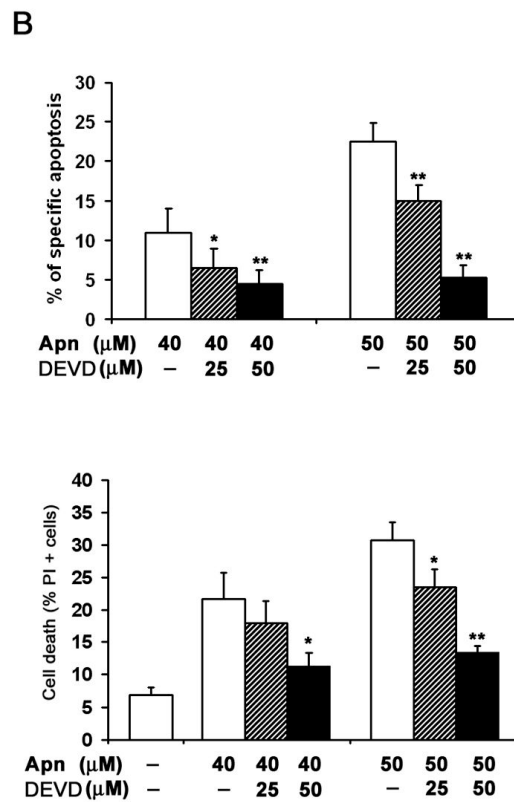 B
% of specific apoptosis
30
25
20
15
10
5
0
* ** ** **
Apn (μM) 40 40 40 50 50 50
DEVD (μM) – 25 50 – 25 50
Cell death (% PI + cells)
40
35
30
25
20
15
10
5
0
* * **
Apn (μM) – 40 40 40 50 50 50
DEVD (μM) – – 25 50 – 25 50